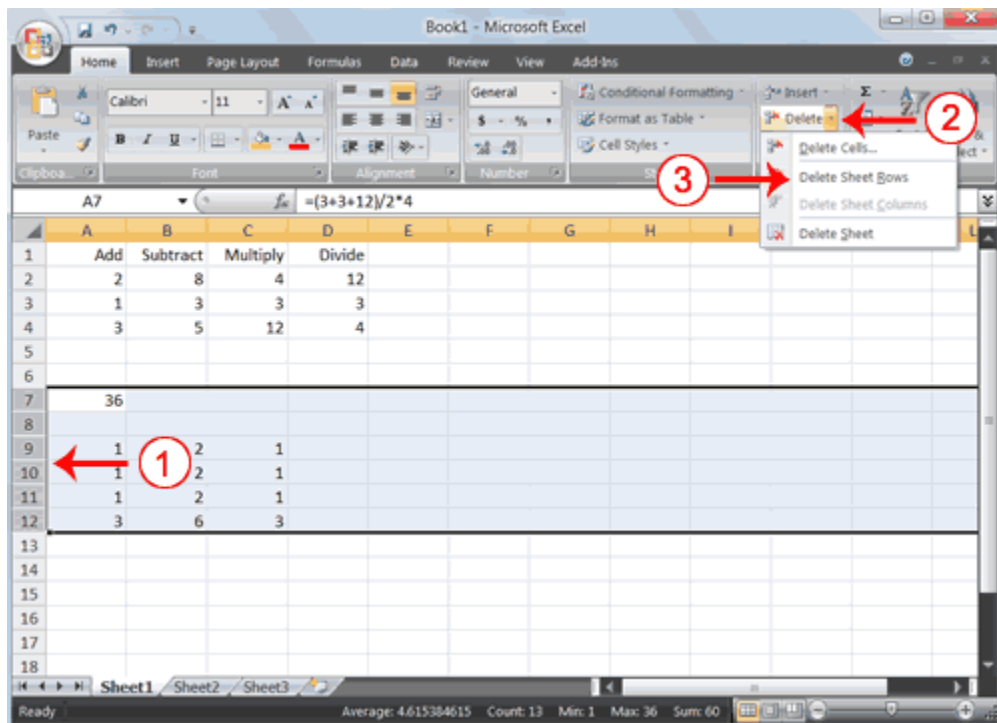 Book1 - Microsoft Excel
Home Insert Page Layout Formulas Data Review View Add-Ins
Paste
Calibri 11 A A
B I U A
General
$ - % ,
Conditional Formatting
Format as Table
Cell Styles
Insert
Delete
Σ
2
Clipboa... Font Alignment Number
Delete Cells...
3
Delete Sheet Rows
Delete Sheet Columns
Delete Sheet
A7 fx =(3+3+12)/2*4
A B C D E F G H I L
1 Add Subtract Multiply Divide
2 2 8 4 12
3 1 3 3 3
4 3 5 12 4
5
6
7 36
8
9 1 2 1
1
10 1 2 1
11 1 2 1
12 3 6 3
13
14
15
16
17
18
Sheet1 Sheet2 Sheet3
Ready Average: 4.615384615 Count: 13 Min: 1 Max: 36 Sum: 60